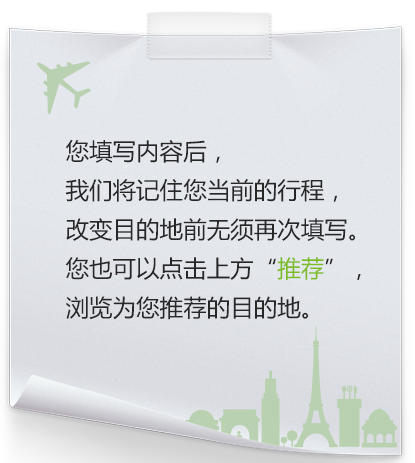 您填写内容后，
我们将记住您当前的行程，
改变目的地前无须再次填写。
您也可以点击上方“推荐”，
浏览为您推荐的目的地。